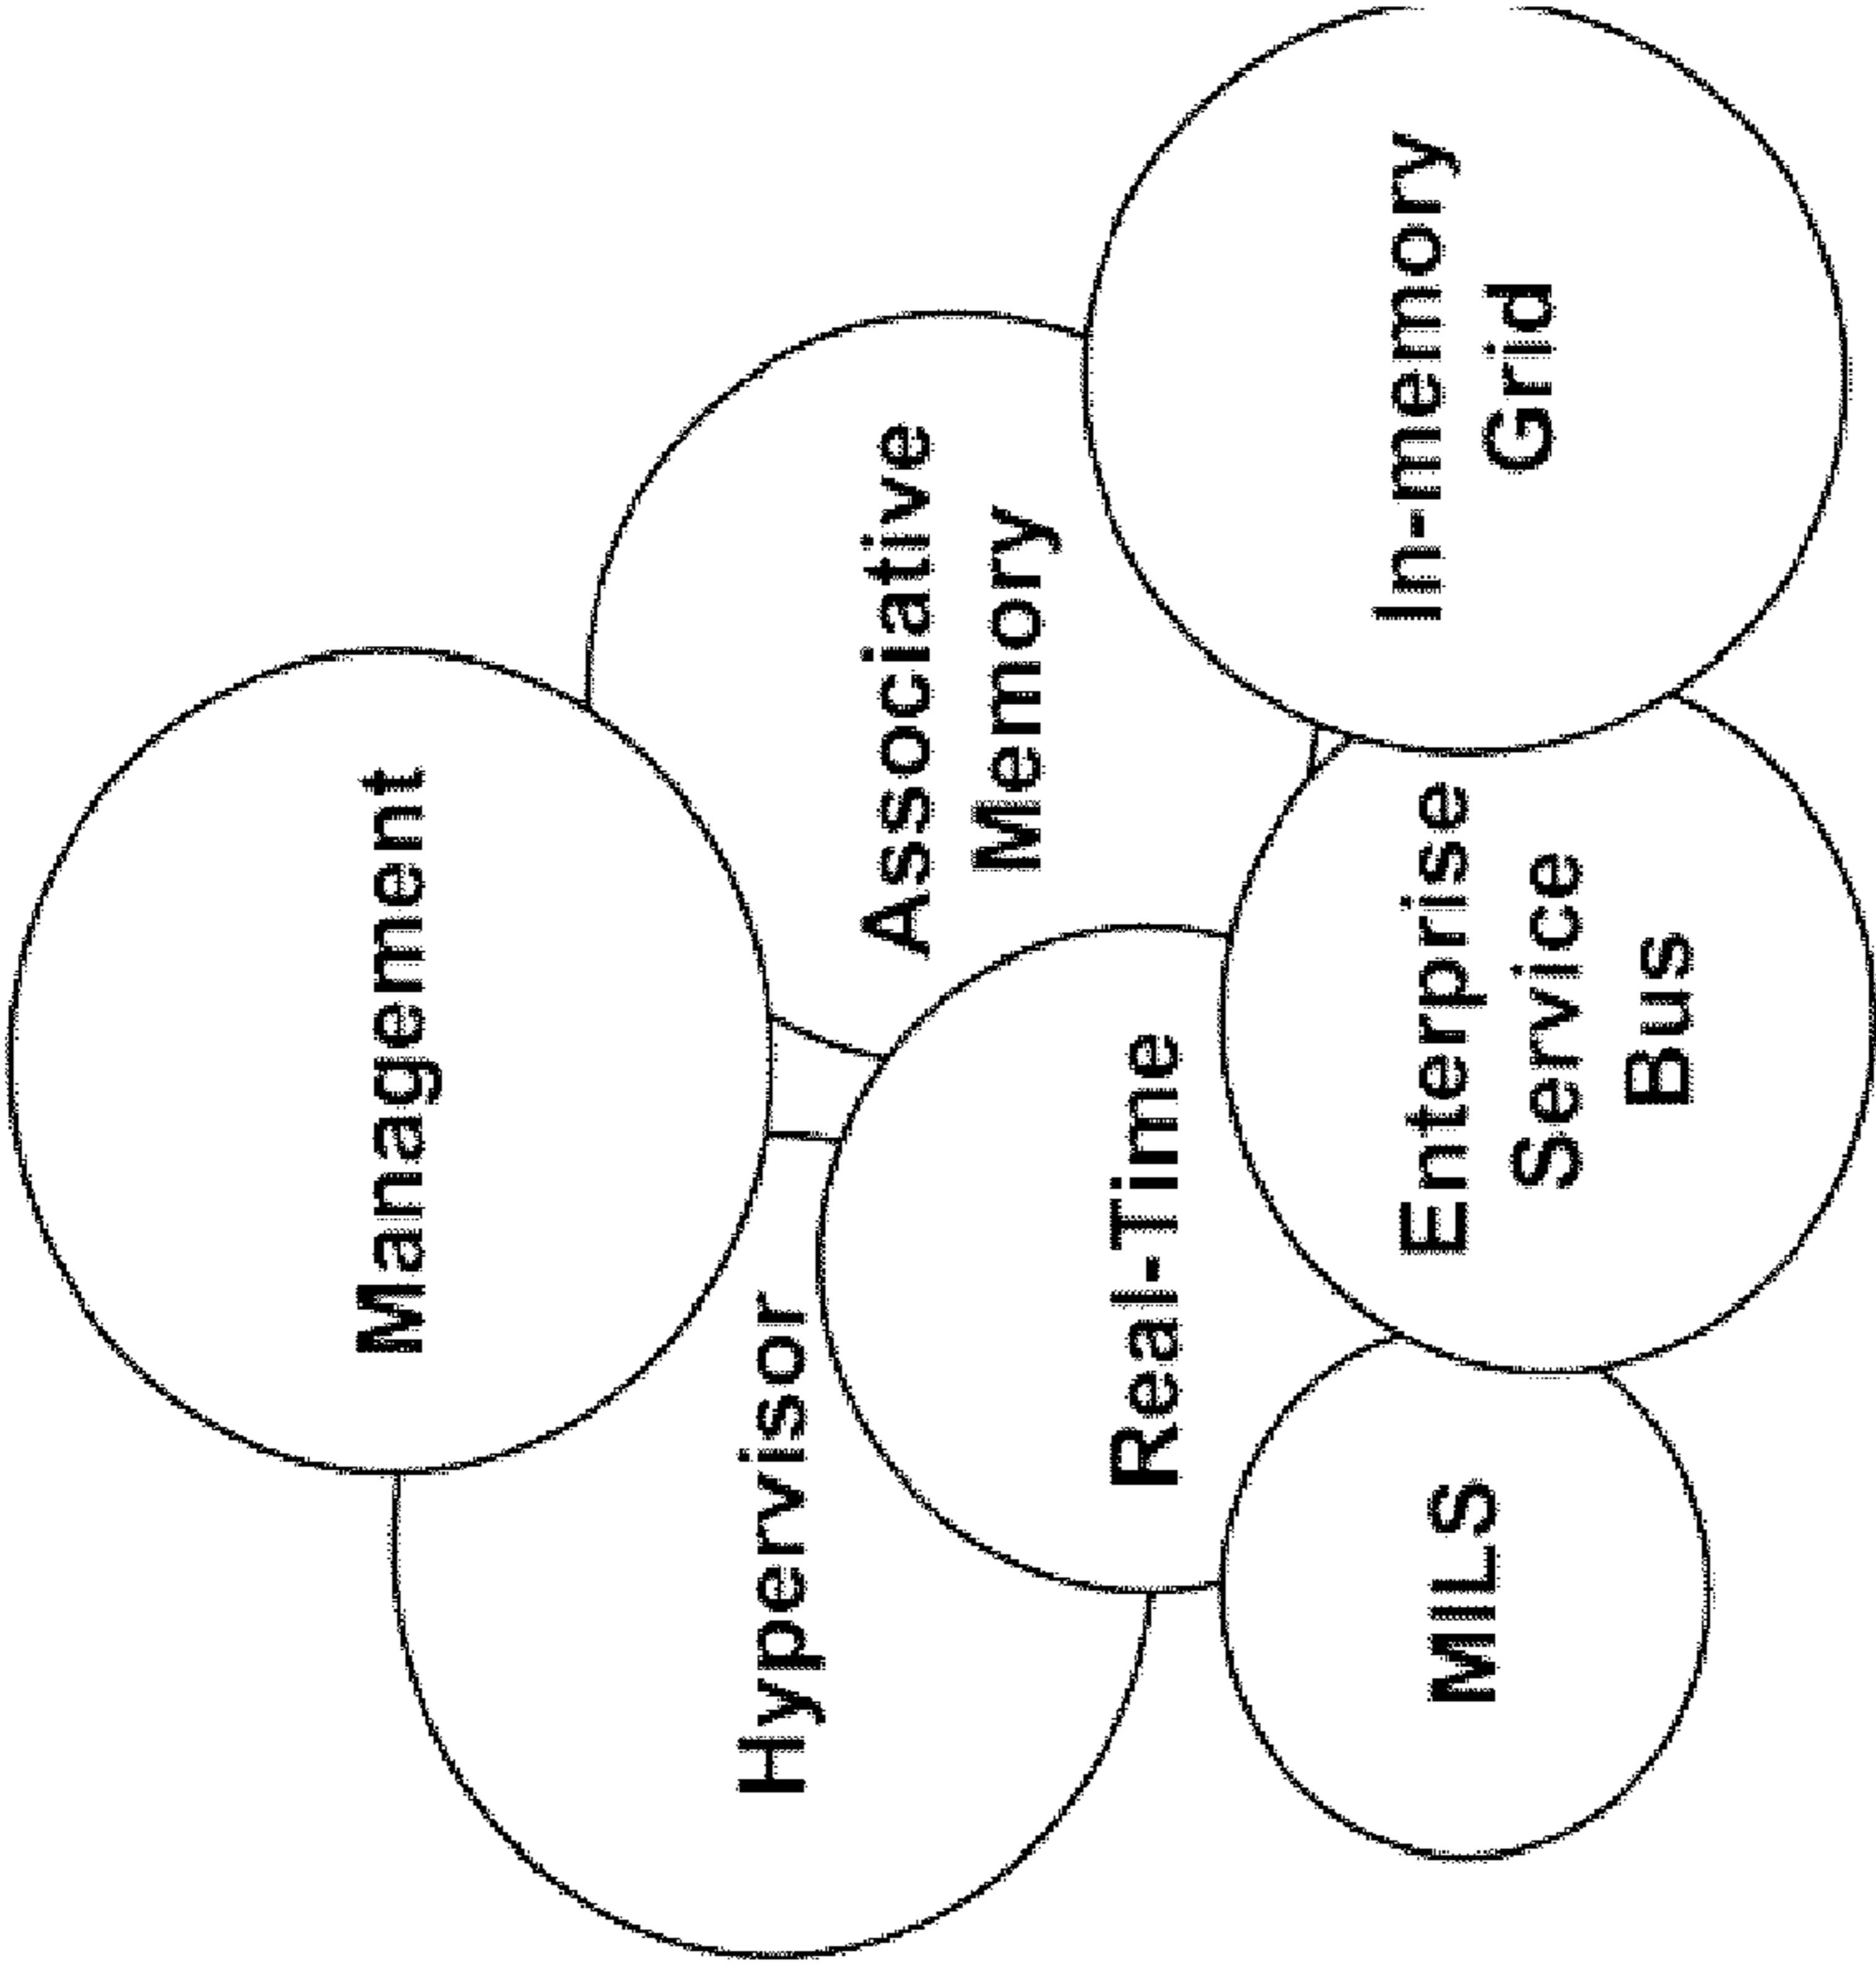 Management
Hypervisor
Associative
Memory
Real-Time
In-memory
Grid
Enterprise
Service
Bus
MILS